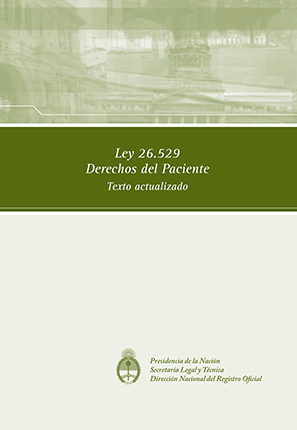 Ley 26.529
Derechos del Paciente
Texto actualizado
Presidencia de la Nación
Secretaría Legal y Técnica
Dirección Nacional del Registro Oficial